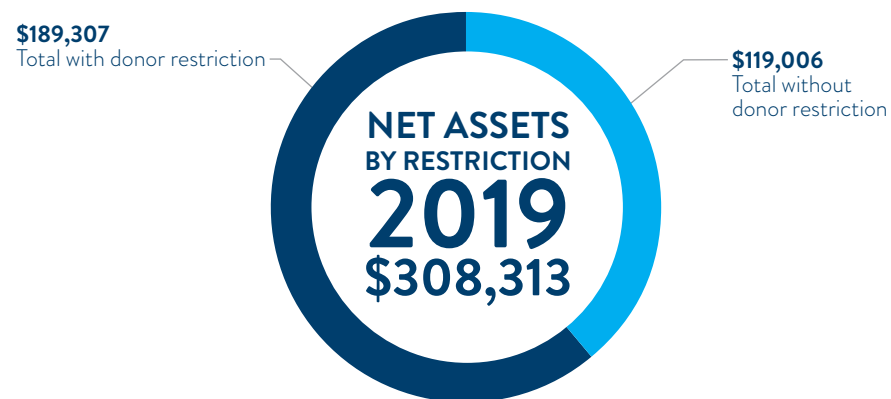 $189,307
Total with donor restriction
$119,006
Total without
donor restriction
NET ASSETS
BY RESTRICTION
2019
$308,313